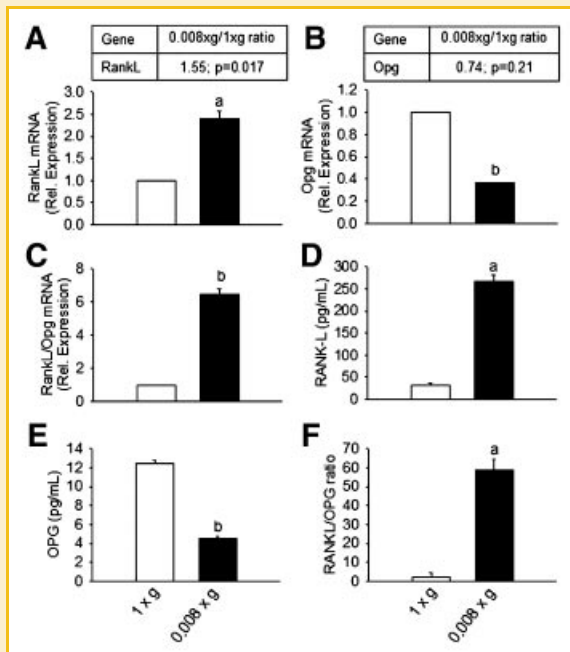 A
Gene 0.008xg/1xg ratio
RankL 1.55; p=0.017
RankL mRNA
(Rel. Expression)
3.0
2.5
2.0
1.5
1.0
0.5
0.0
a
B
Gene 0.008xg/1xg ratio
Opg 0.74; p=0.21
Opg mRNA
(Rel. Expression)
1.2
1.0
0.8
0.6
0.4
0.2
0.0
b
C
RankL/Opg mRNA
(Rel. Expression)
8
6
4
2
0
b
D
RANK-L (pg/mL)
300
250
200
150
100
50
0
a
E
OPG (pg/mL)
14
12
10
8
6
4
2
0
b
1 x g
0.008 x g
F
RANKL/OPG ratio
70
60
50
40
30
20
10
0
a
1 x g
0.008 x g